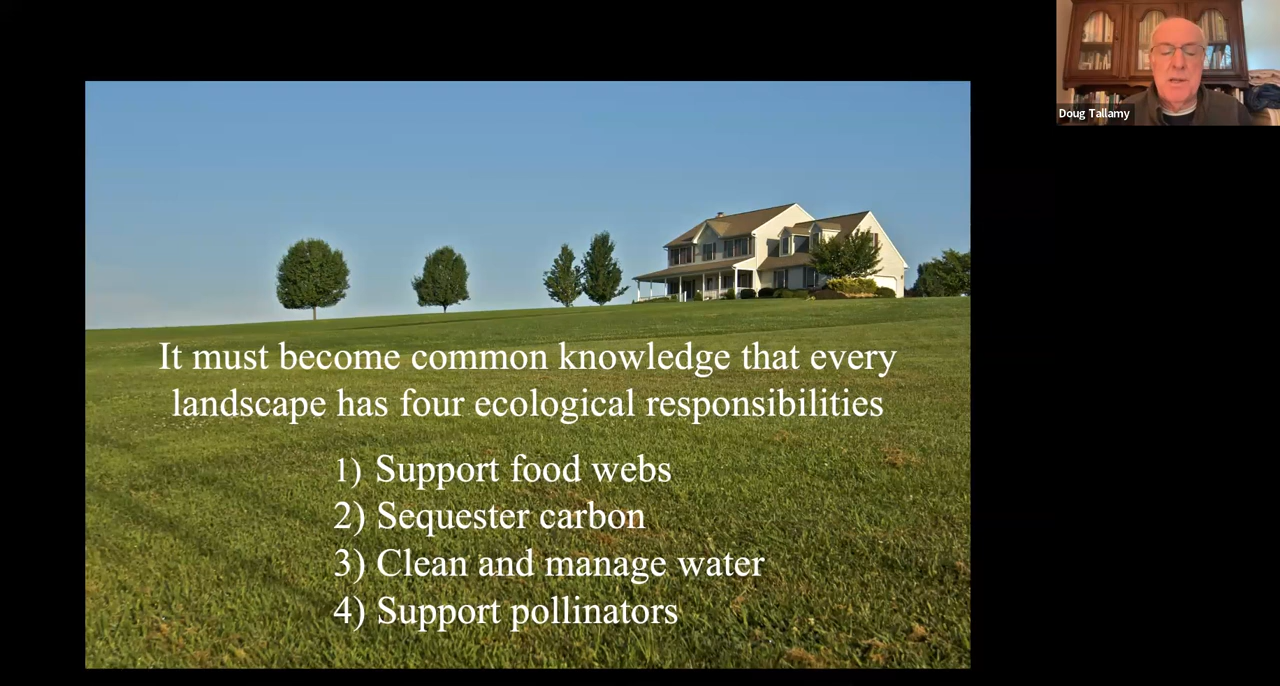 Doug Tallamy
It must become common knowledge that every
landscape has four ecological responsibilities
1) Support food webs
2) Sequester carbon
3) Clean and manage water
4) Support pollinators